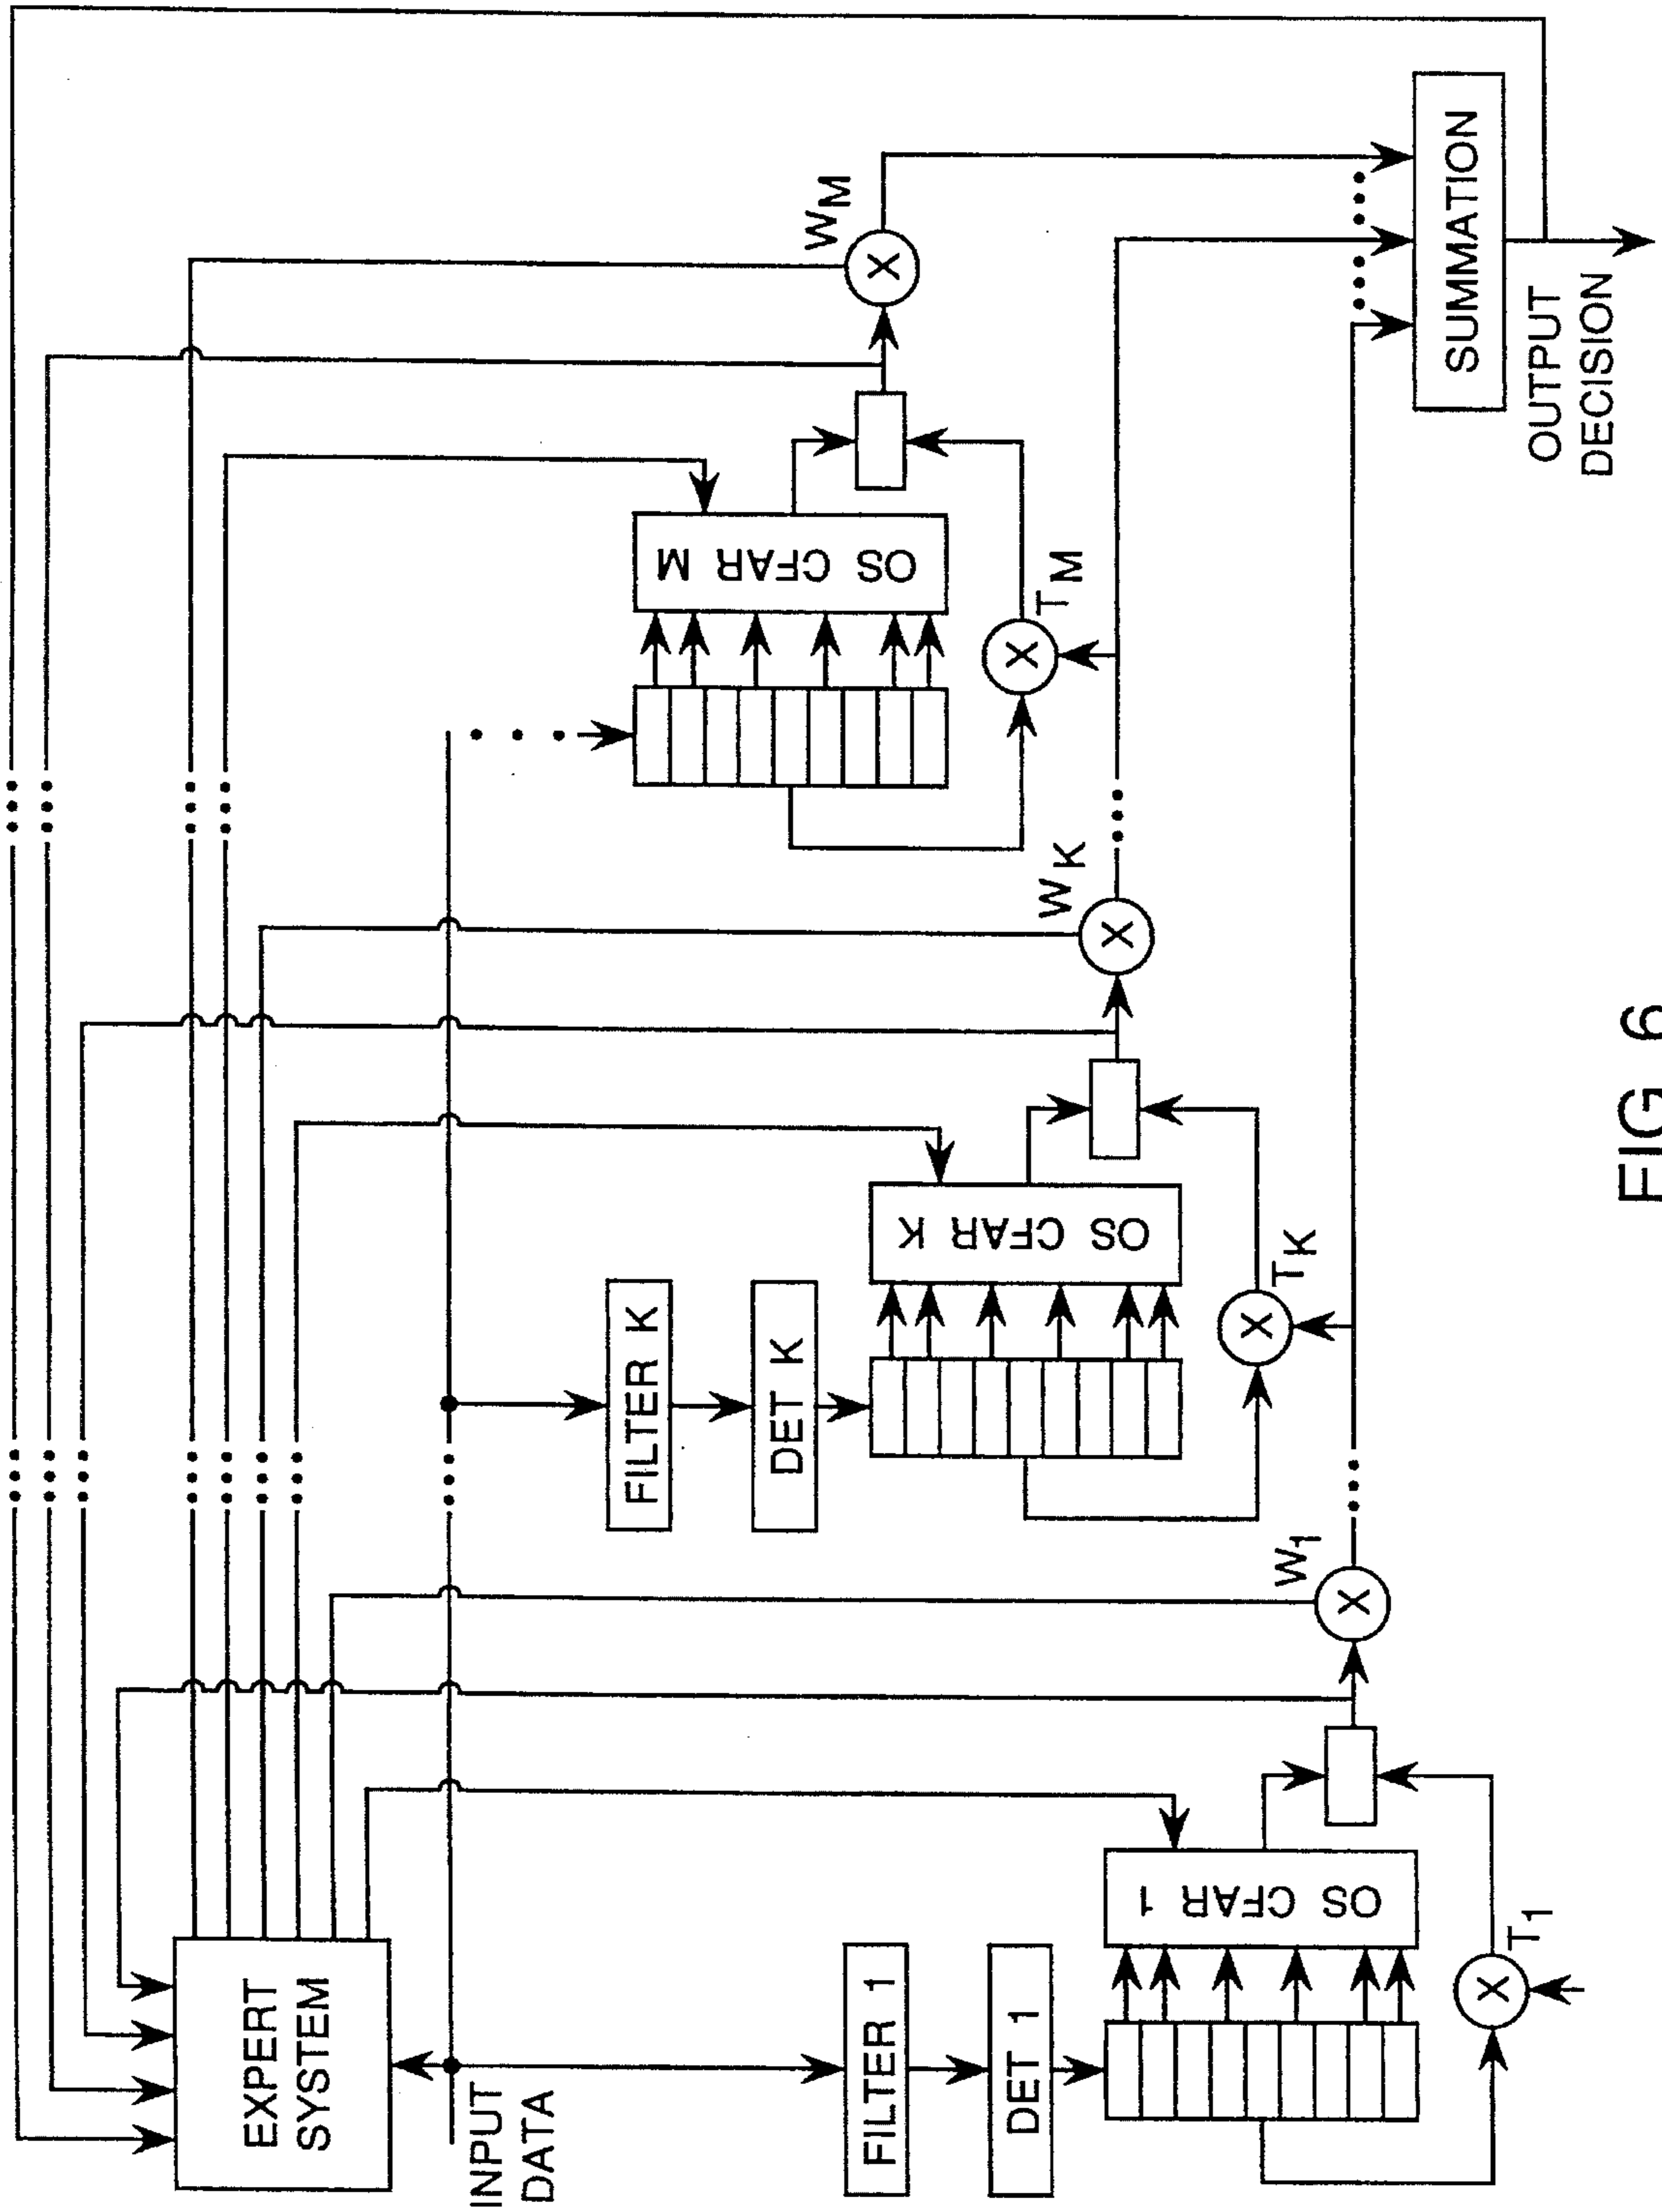 EXPERT
SYSTEM
INPUT
DATA
FILTER 1
DET 1
OS CFAR 1
T1
W1
FILTER K
DET K
OS CFAR K
TK
WK
OS CFAR M
TM
WM
X
X
X
X
X
X
SUMMATION
OUTPUT
DECISION
FIG 6